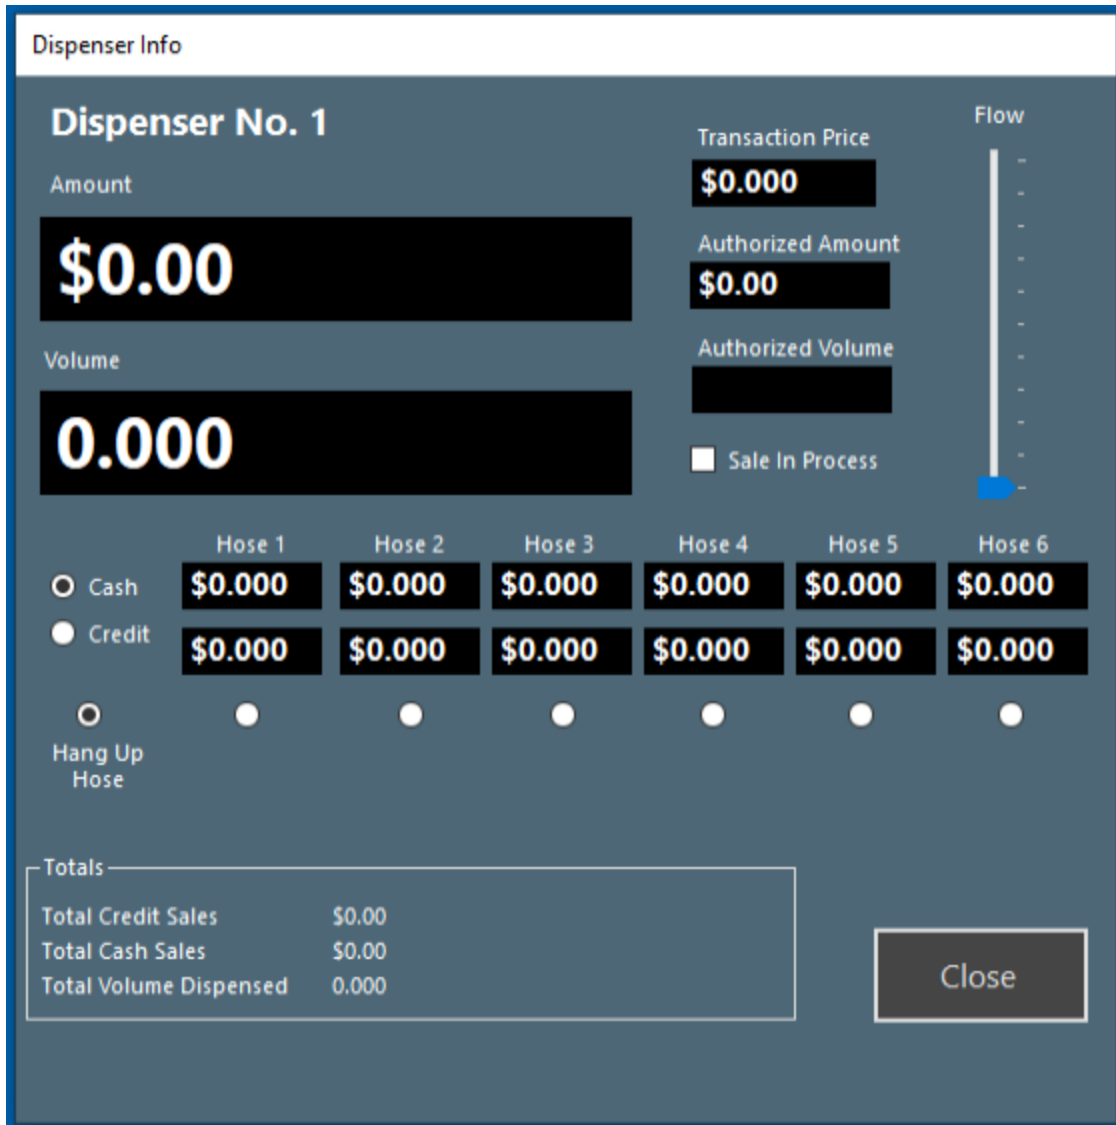 Dispenser Info
Dispenser No. 1
Amount
$0.00
Volume
0.000
Transaction Price
$0.000
Authorized Amount
$0.00
Authorized Volume
Sale In Process
Flow
Hose 1 Hose 2 Hose 3 Hose 4 Hose 5 Hose 6
Cash $0.000 $0.000 $0.000 $0.000 $0.000 $0.000
Credit $0.000 $0.000 $0.000 $0.000 $0.000 $0.000
Hang Up
Hose
Totals
Total Credit Sales $0.00
Total Cash Sales $0.00
Total Volume Dispensed 0.000
Close